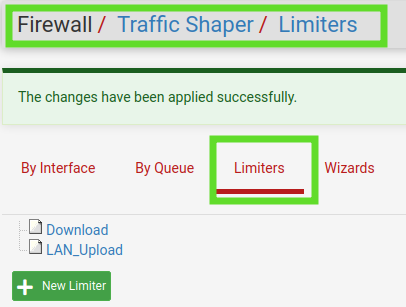 Firewall / Traffic Shaper / Limiters
The changes have been applied successfully.
By Interface By Queue Limiters Wizards
Download
LAN_Upload
New Limiter